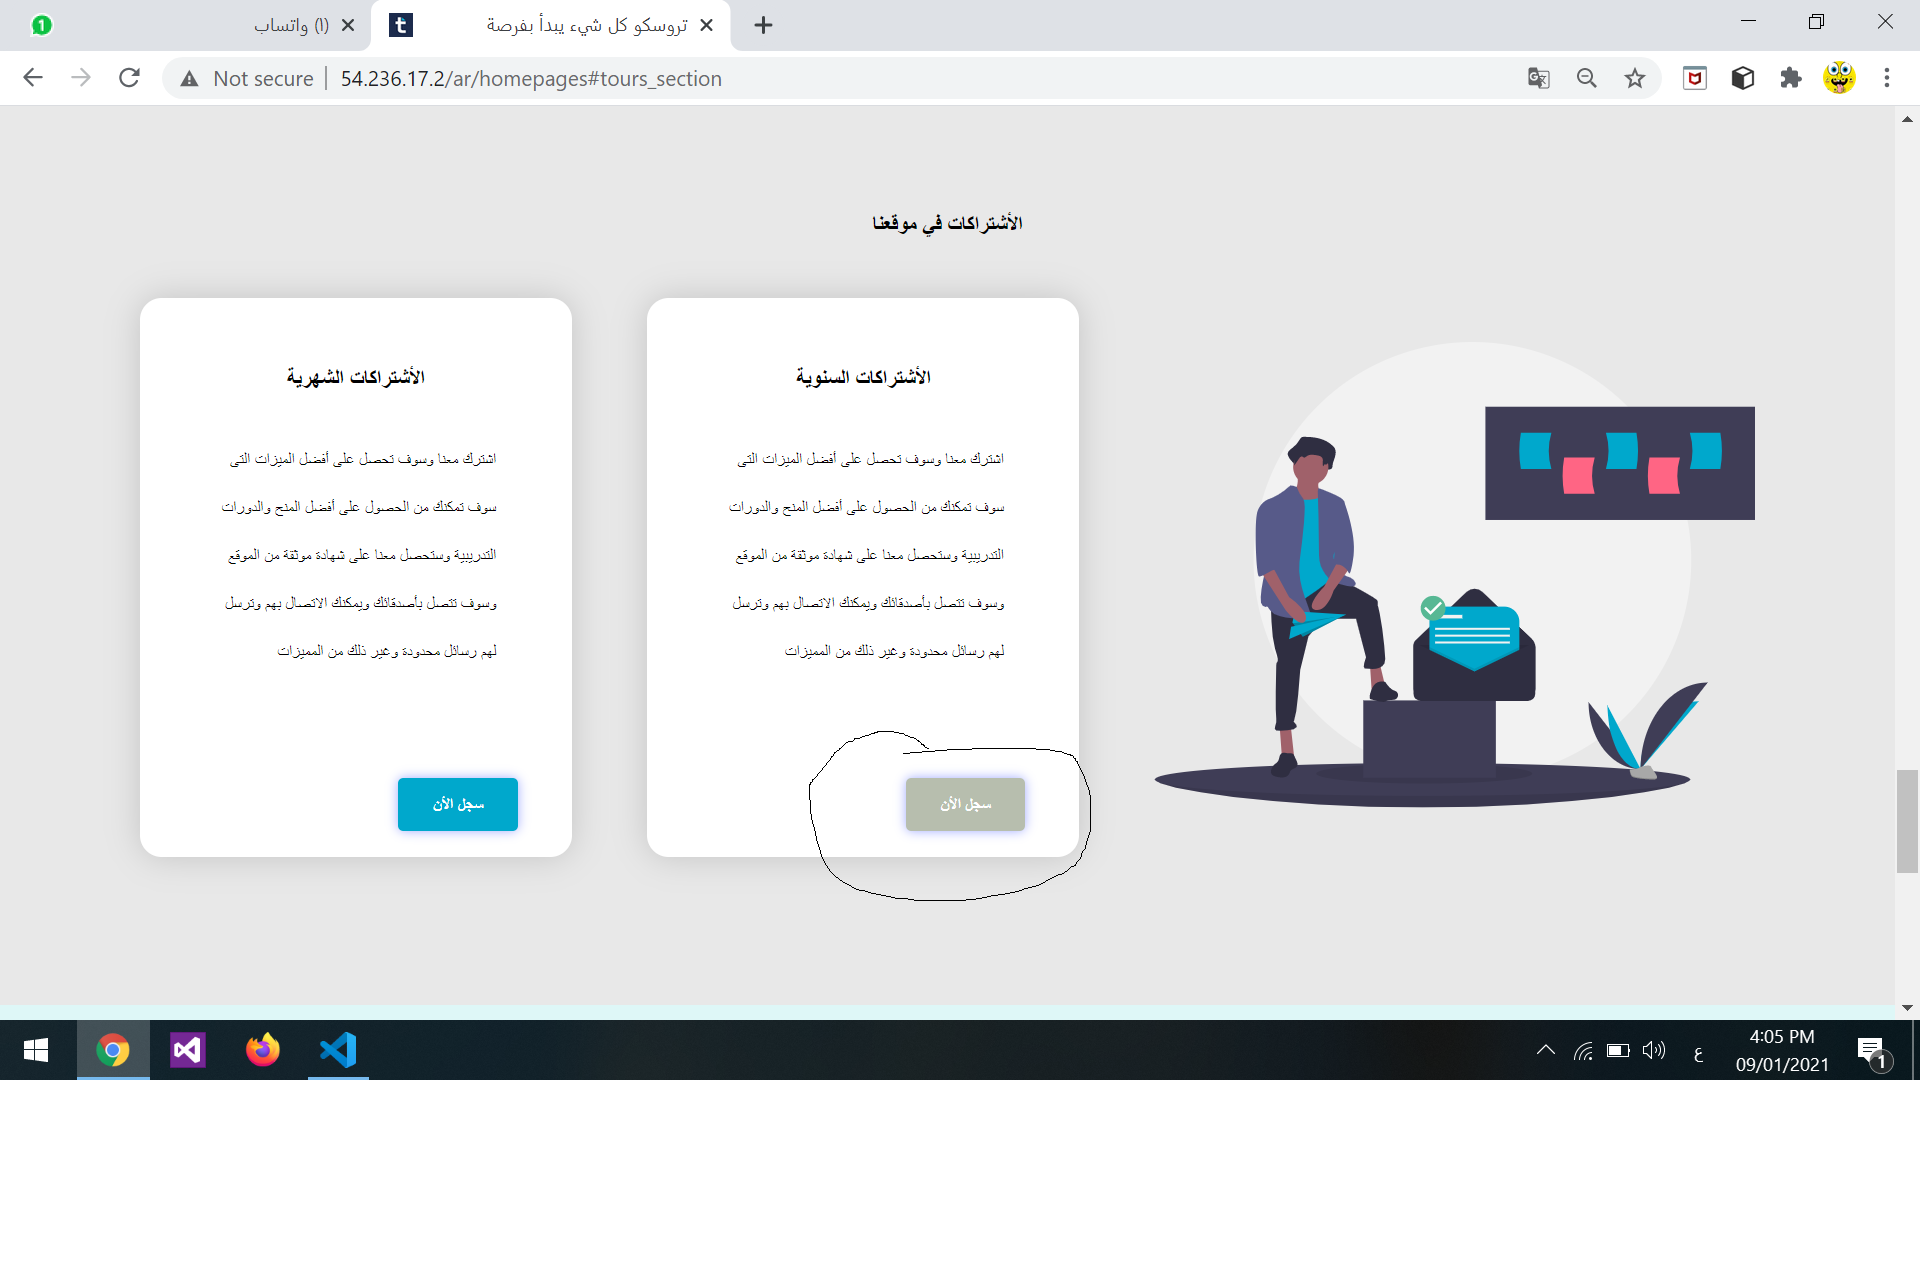 (١) واتساب
تروسكو كل شيء يبدأ بفرصة
Not secure
54.236.17.2/ar/homepages#tours_section
الأشتراكات في موقعنا
الأشتراكات السنوية
اشترك معنا وسوف تحصل على أفضل الميزات التى
سوف تمكنك من الحصول على أفضل المنح والدورات
التدريبية وستحصل معنا على شهادة موثقة من الموقع
وسوف تتصل بأصدقائك ويمكنك الاتصال بهم وترسل
لهم رسائل محدودة وغير ذلك من المميزات
سجل الأن
الأشتراكات الشهرية
اشترك معنا وسوف تحصل على أفضل الميزات التى
سوف تمكنك من الحصول على أفضل المنح والدورات
التدريبية وستحصل معنا على شهادة موثقة من الموقع
وسوف تتصل بأصدقائك ويمكنك الاتصال بهم وترسل
لهم رسائل محدودة وغير ذلك من المميزات
سجل الأن
ع
4:05 PM
09/01/2021
1